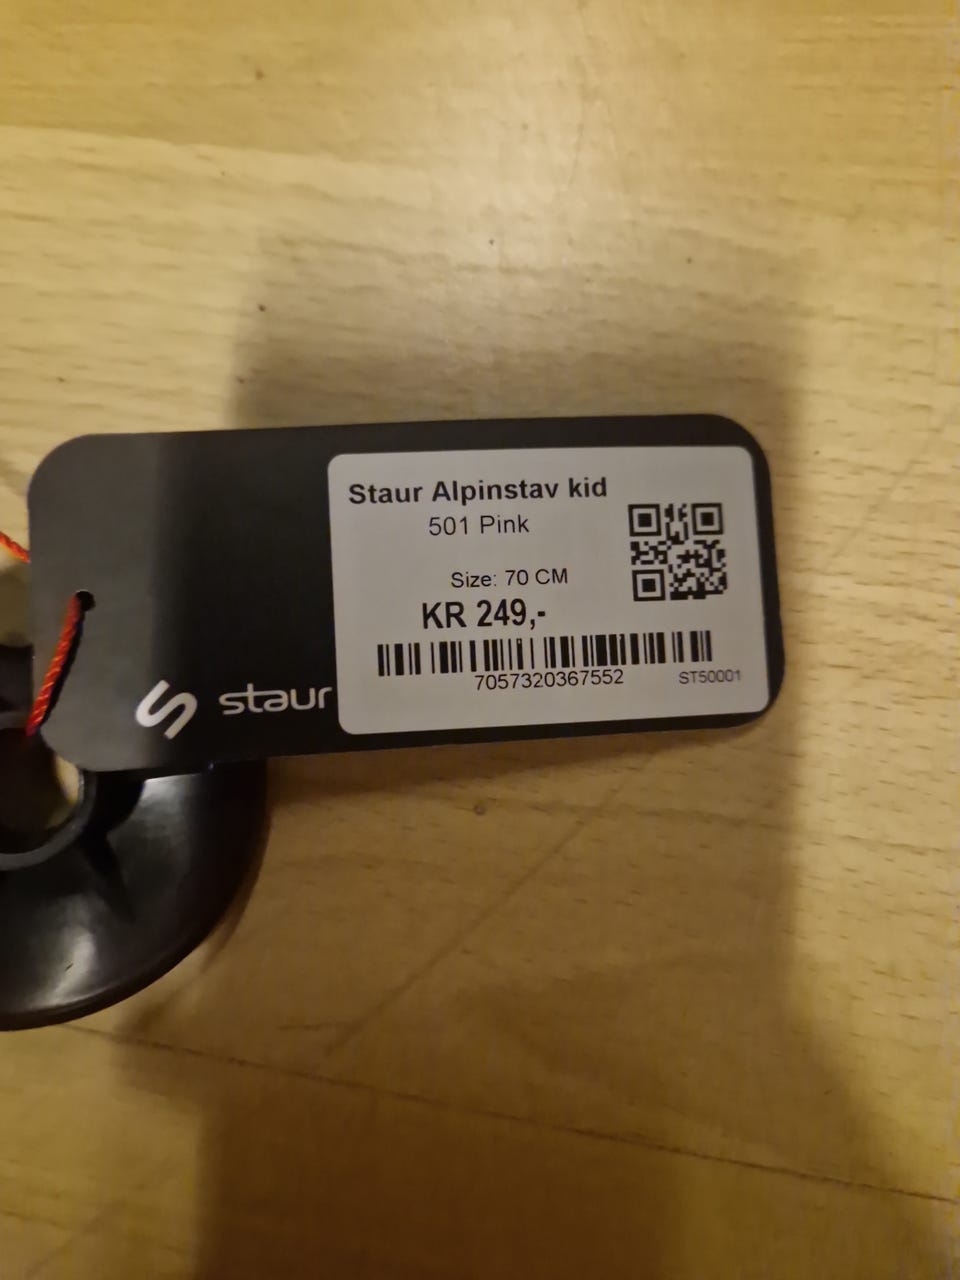 Staur Alpinstav kid
501 Pink
Size: 70 CM
KR 249,-
7057320367552
ST50001
staur